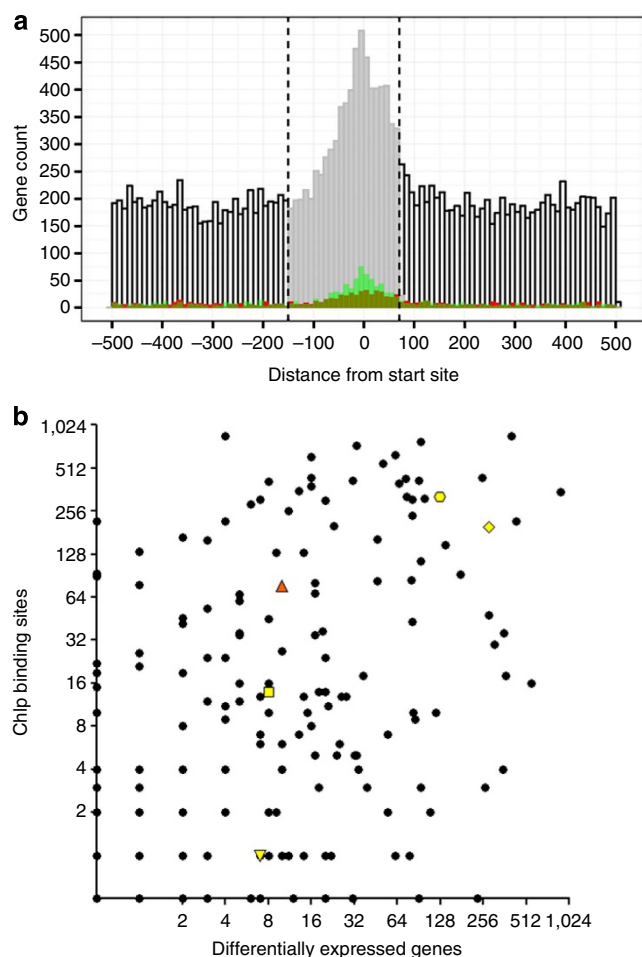 a
500
450
400
350
300
250
200
150
100
50
0
Gene count
−500 −400 −300 −200 −100 0 100 200 300 400 500
Distance from start site
b
1,024
512
256
128
64
32
16
8
4
2
ChIp binding sites
2 4 8 16 32 64 128 256 512 1,024
Differentially expressed genes